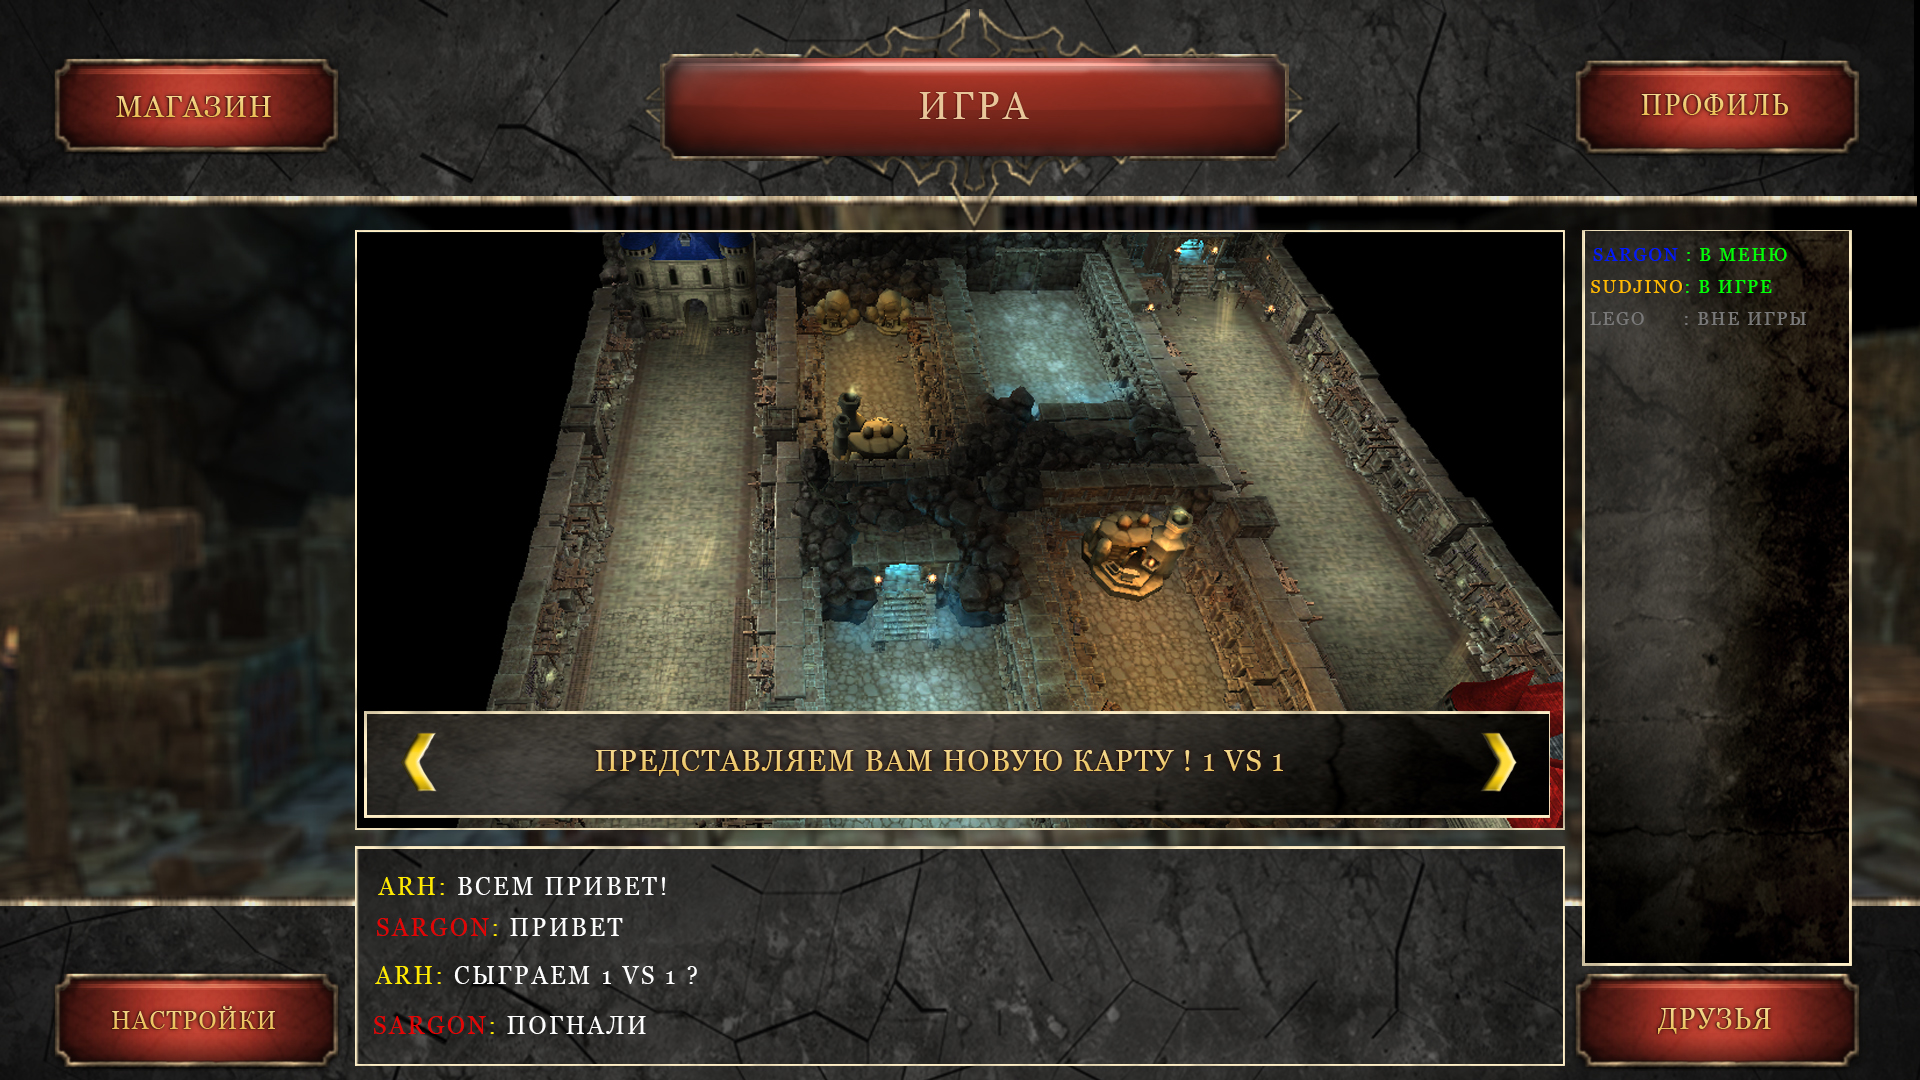 МАГАЗИН
ИГРА
ПРОФИЛЬ
SARGON : В МЕНЮ
SUDJINO: В ИГРЕ
LEGO : ВНЕ ИГРЫ
ПРЕДСТАВЛЯЕМ ВАМ НОВУЮ КАРТУ ! 1 VS 1
ARH: ВСЕМ ПРИВЕТ!
SARGON: ПРИВЕТ
ARH: СЫГРАЕМ 1 VS 1 ?
SARGON: ПОГНАЛИ
НАСТРОЙКИ
ДРУЗЬЯ